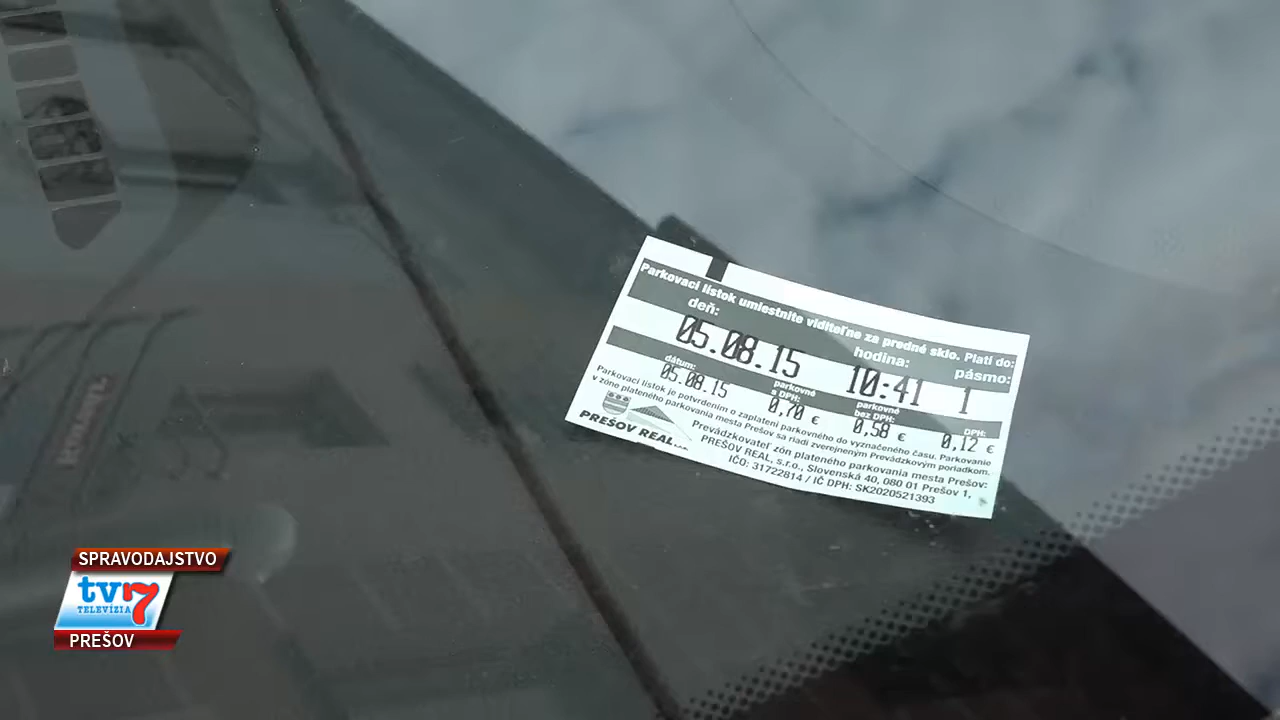 Parkovací lístok umiestnite viditeľne za predné sklo. Platí do:
deň: hodina: pásmo:
05.08.15 10:41 1
dátum: parkovné s DPH: parkovné bez DPH: DPH:
05.08.15 0,70 € 0,58 € 0,12 €
Parkovací lístok je potvrdením o zaplatení parkovného do vyznačeného času. Parkovanie
v zóne plateného parkovania mesta Prešov sa riadi zverejneným Prevádzkovým poriadkom.
Prevádzkovateľ zón plateného parkovania mesta Prešov:
PREŠOV REAL, s.r.o., Slovenská 40, 080 01 Prešov 1,
IČO: 31722814 / IČ DPH: SK2020521393
PREŠOV REAL
SPRAVODAJSTVO
tv7
TELEVÍZIA
PREŠOV